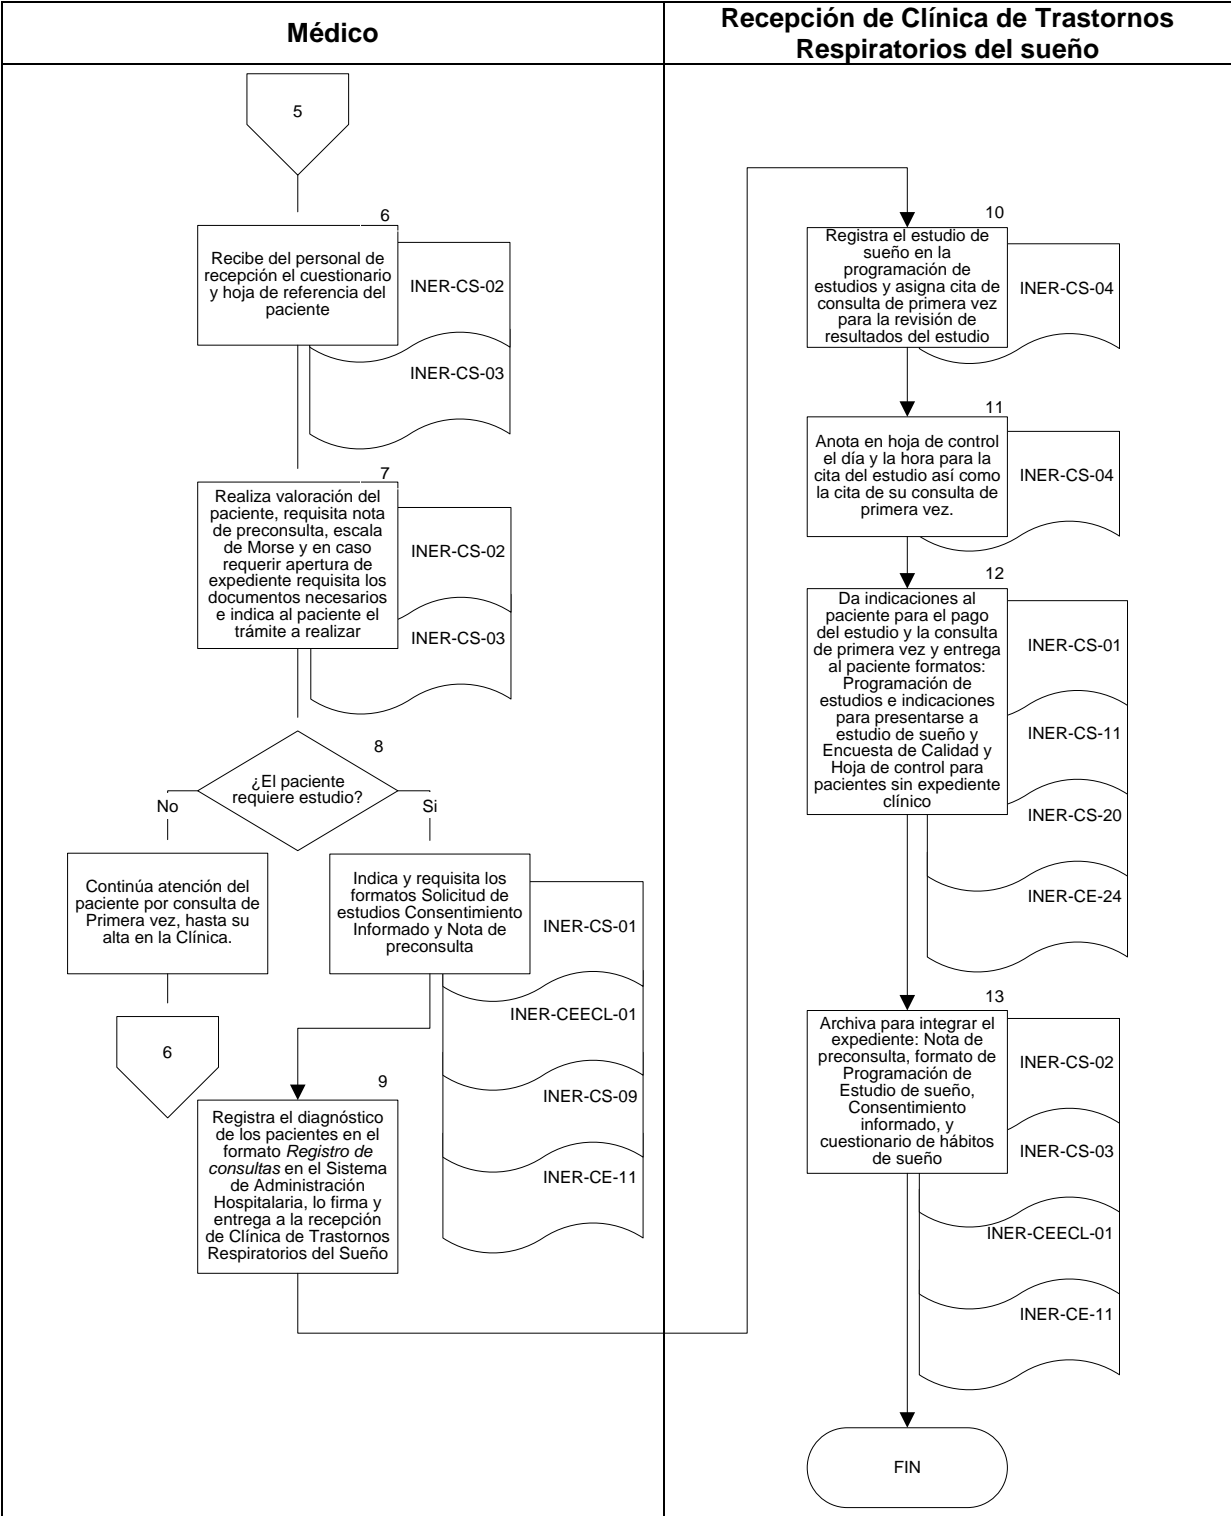 Médico
Recepción de Clínica de Trastornos
Respiratorios del sueño
5
6
Recibe del personal de
recepción el cuestionario
y hoja de referencia del
paciente
INER-CS-02
INER-CS-03
7
Realiza valoración del
paciente, requisita nota
de preconsulta, escala
de Morse y en caso
requerir apertura de
expediente requisita los
documentos necesarios
e indica al paciente el
trámite a realizar
INER-CS-02
INER-CS-03
8
¿El paciente
requiere estudio?
No
Si
Continúa atención del
paciente por consulta de
Primera vez, hasta su
alta en la Clínica.
6
Indica y requisita los
formatos Solicitud de
estudios Consentimiento
Informado y Nota de
preconsulta
INER-CS-01
INER-CEECL-01
INER-CS-09
INER-CE-11
9
Registra el diagnóstico
de los pacientes en el
formato Registro de
consultas en el Sistema
de Administración
Hospitalaria, lo firma y
entrega a la recepción
de Clínica de Trastornos
Respiratorios del Sueño
10
Registra el estudio de
sueño en la
programación de
estudios y asigna cita de
consulta de primera vez
para la revisión de
resultados del estudio
INER-CS-04
11
Anota en hoja de control
el día y la hora para la
cita del estudio así como
la cita de su consulta de
primera vez.
INER-CS-04
12
Da indicaciones al
paciente para el pago
del estudio y la consulta
de primera vez y entrega
al paciente formatos:
Programación de
estudios e indicaciones
para presentarse a
estudio de sueño y
Encuesta de Calidad y
Hoja de control para
pacientes sin expediente
clínico
INER-CS-01
INER-CS-11
INER-CS-20
INER-CE-24
13
Archiva para integrar el
expediente: Nota de
preconsulta, formato de
Programación de
Estudio de sueño,
Consentimiento
informado, y
cuestionario de hábitos
de sueño
INER-CS-02
INER-CS-03
INER-CEECL-01
INER-CE-11
FIN